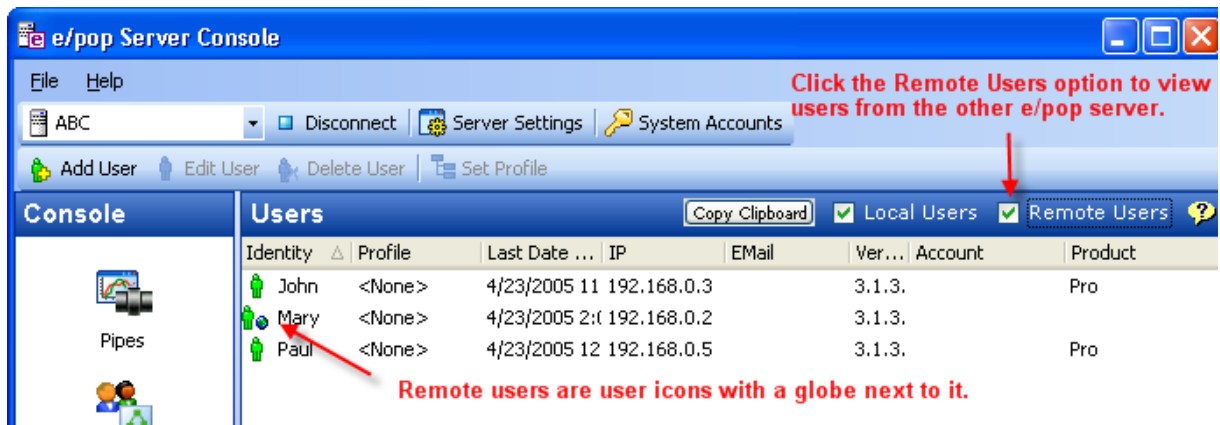 e/pop Server Console
File Help
Click the Remote Users option to view
users from the other e/pop server.
ABC Disconnect Server Settings System Accounts
Add User Edit User Delete User Set Profile
Console Users Copy Clipboard Local Users Remote Users ?
Identity Profile Last Date ... IP EMail Ver... Account Product
John <None> 4/23/2005 11 192.168.0.3 3.1.3. Pro
Mary <None> 4/23/2005 2:( 192.168.0.2 3.1.3.
Paul <None> 4/23/2005 12 192.168.0.5 3.1.3. Pro
Pipes
Remote users are user icons with a globe next to it.